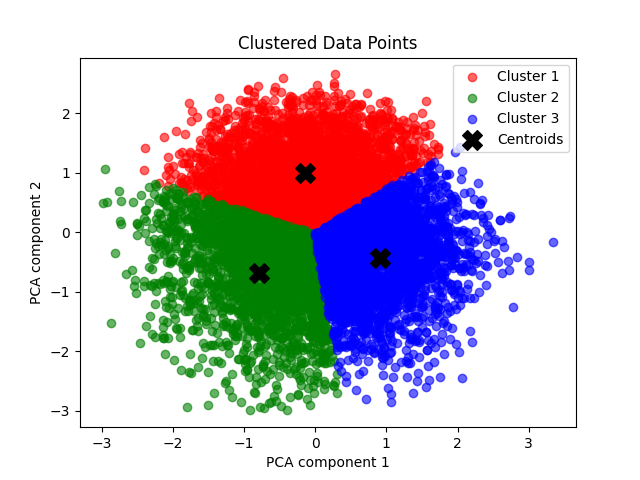 Clustered Data Points
Cluster 1
Cluster 2
Cluster 3
Centroids
PCA component 2
2
1
0
−1
−2
−3
−3
−2
−1
0
1
2
3
PCA component 1